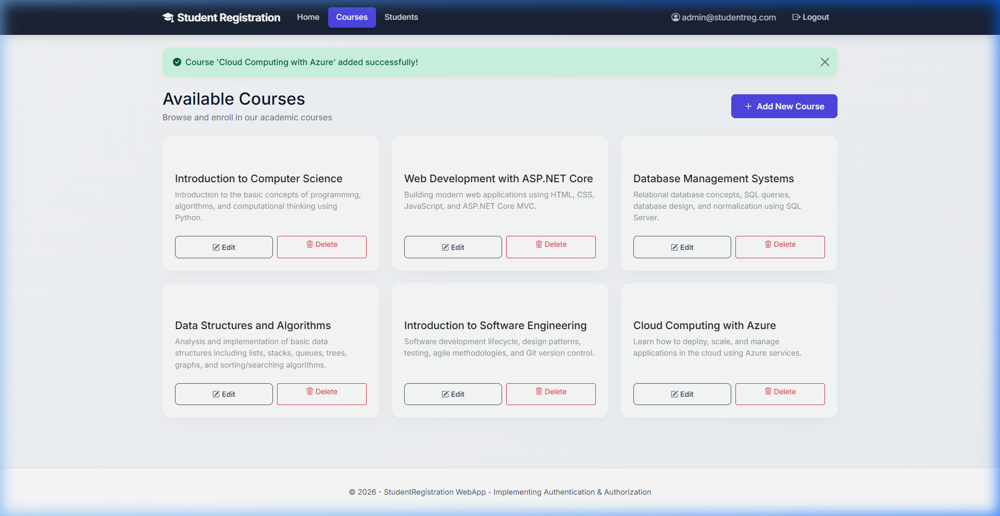 Student Registration
Home
Courses
Students
admin@studentreg.com
Logout
Course 'Cloud Computing with Azure' added successfully!
Available Courses
Browse and enroll in our academic courses
Add New Course
Introduction to Computer Science
Introduction to the basic concepts of programming,
algorithms, and computational thinking using
Python.
Edit
Delete
Web Development with ASP.NET Core
Building modern web applications using HTML, CSS,
JavaScript, and ASP.NET Core MVC.
Edit
Delete
Database Management Systems
Relational database concepts, SQL queries,
database design, and normalization using SQL
Server.
Edit
Delete
Data Structures and Algorithms
Analysis and implementation of basic data
structures including lists, stacks, queues, trees,
graphs, and sorting/searching algorithms.
Edit
Delete
Introduction to Software Engineering
Software development lifecycle, design patterns,
testing, agile methodologies, and Git version control.
Edit
Delete
Cloud Computing with Azure
Learn how to deploy, scale, and manage
applications in the cloud using Azure services.
Edit
Delete
© 2026 - StudentRegistration WebApp - Implementing Authentication & Authorization